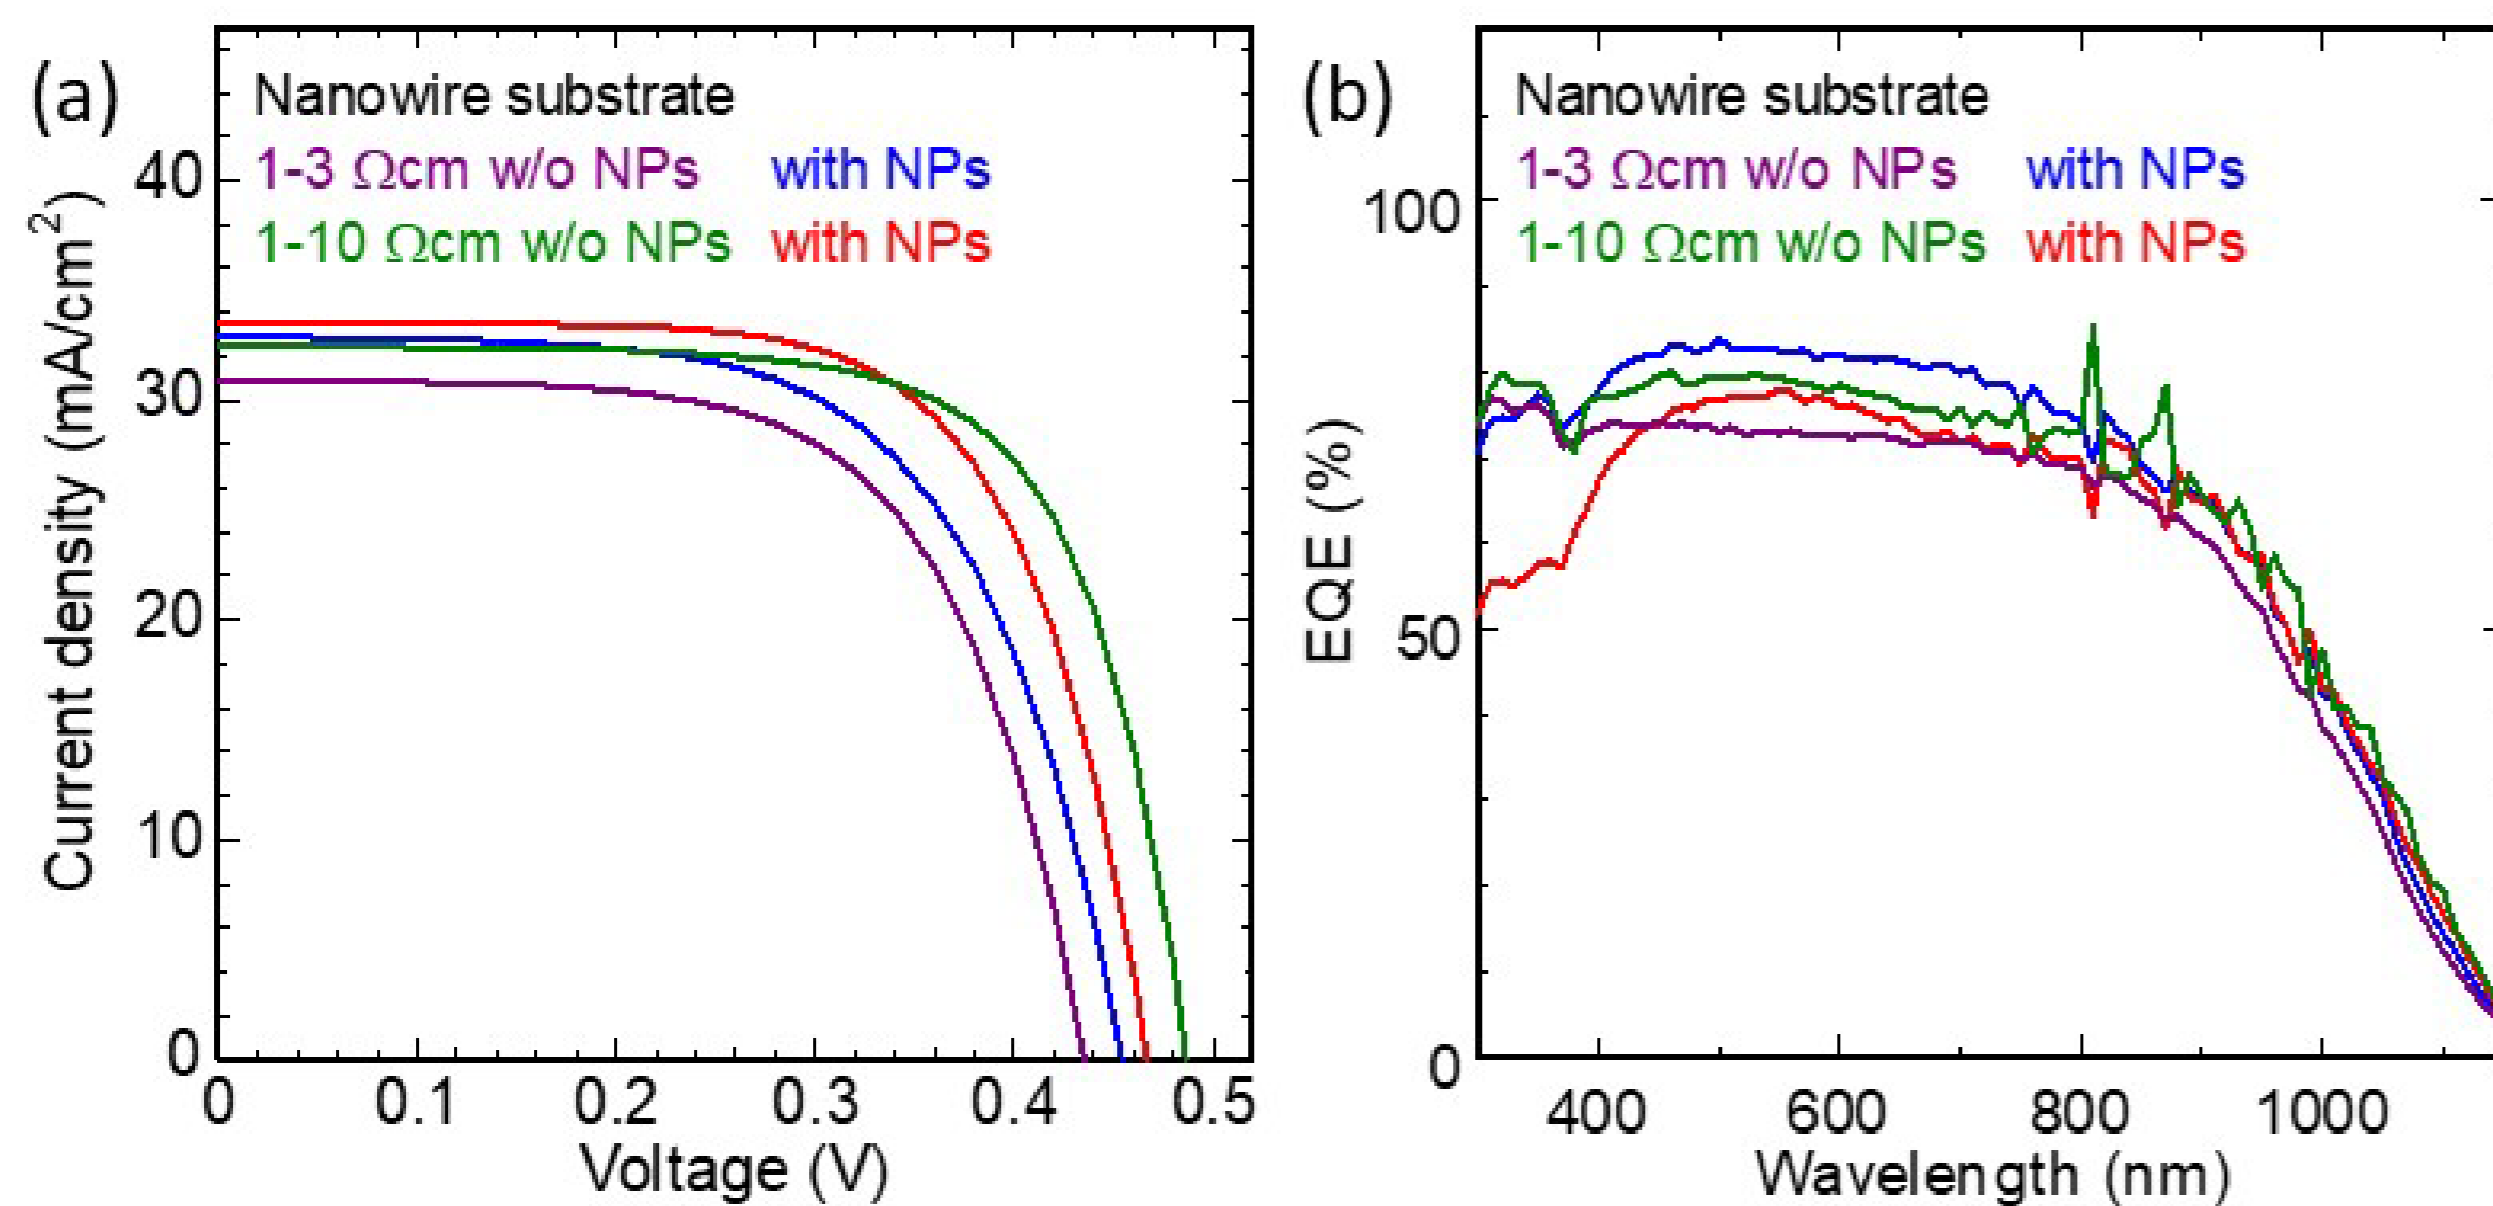 (a)
Nanowire substrate
1-3 Ωcm w/o NPs with NPs
1-10 Ωcm w/o NPs with NPs
40
30
20
10
0
Current density (mA/cm²)
0 0.1 0.2 0.3 0.4 0.5
Voltage (V)
(b)
Nanowire substrate
1-3 Ωcm w/o NPs with NPs
1-10 Ωcm w/o NPs with NPs
100
50
0
EQE (%)
400 600 800 1000
Wavelength (nm)